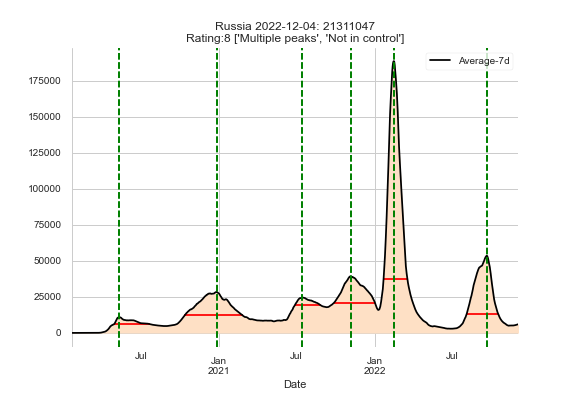 Russia 2022-12-04: 21311047
Rating:8 ['Multiple peaks', 'Not in control']
Average-7d
175000
150000
125000
100000
75000
50000
25000
0
Jul
Jan
2021
Jul
Jan
2022
Jul
Date